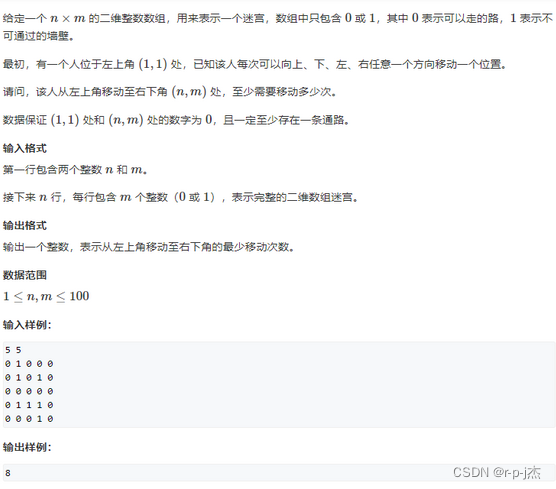 给定一个 n × m 的二维整数数组，用来表示一个迷宫，数组中只包含 0 或 1，其中 0 表示可以走的路，1 表示不
可通过的墙壁。
最初，有一个人位于左上角 (1, 1) 处，已知该人每次可以向上、下、左、右任意一个方向移动一个位置。
请问，该人从左上角移动至右下角 (n, m) 处，至少需要移动多少次。
数据保证 (1, 1) 处和 (n, m) 处的数字为 0，且一定至少存在一条通路。
输入格式
第一行包含两个整数 n 和 m。
接下来 n 行，每行包含 m 个整数（0 或 1），表示完整的二维数组迷宫。
输出格式
输出一个整数，表示从左上角移动至右下角的最少移动次数。
数据范围
1 ≤ n, m ≤ 100
输入样例：
5 5
0 1 0 0 0
0 1 0 1 0
0 0 0 0 0
0 1 1 1 0
0 0 0 1 0
输出样例：
8
CSDN @r-p-j杰